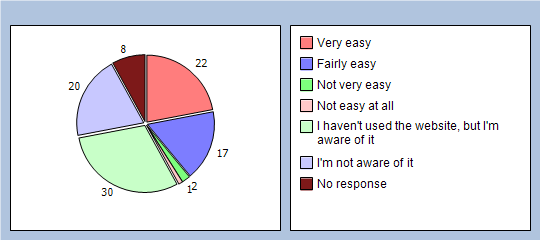 8
22
20
17
2
1
30
Very easy
Fairly easy
Not very easy
Not easy at all
I haven't used the website, but I'm
aware of it
I'm not aware of it
No response